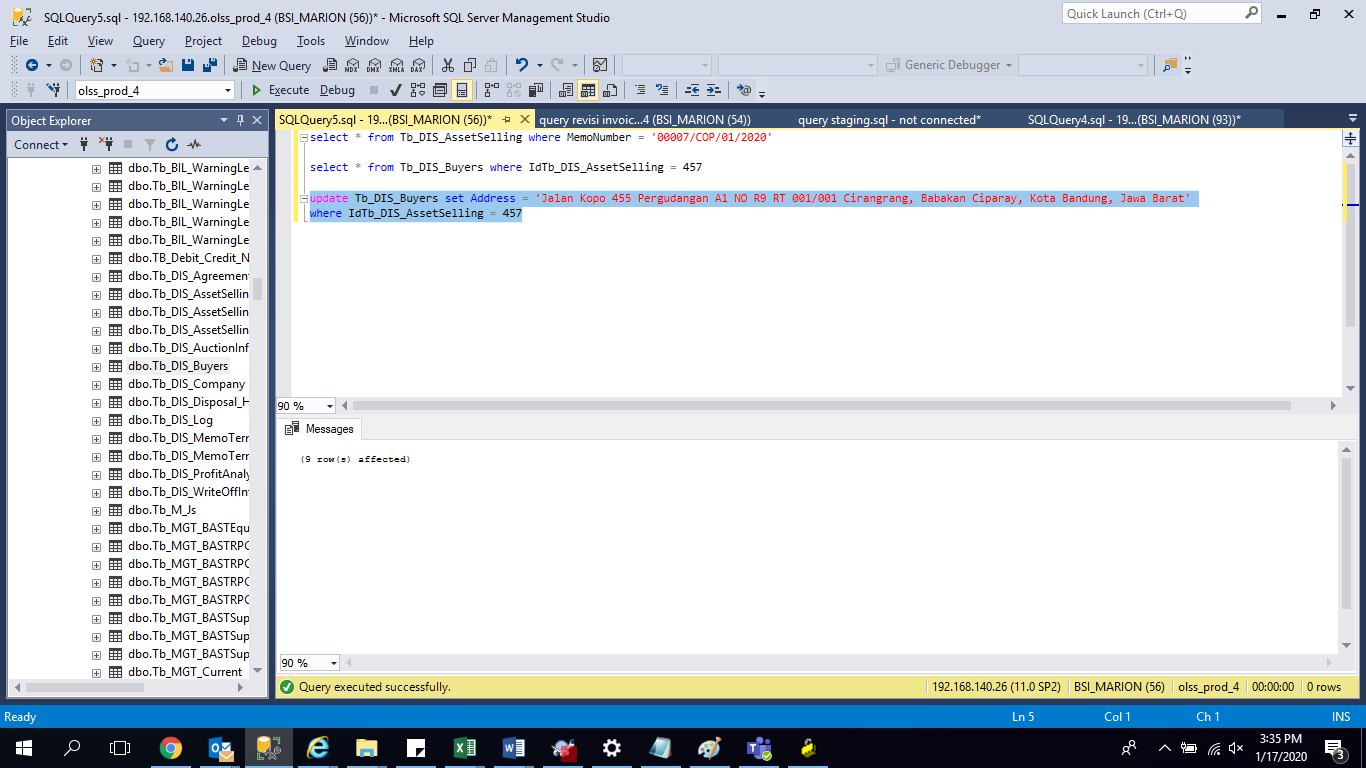 SQLQuery5.sql - 192.168.140.26.olss_prod_4 (BSI_MARION (56))* - Microsoft SQL Server Management Studio
Quick Launch (Ctrl+Q)
File Edit View Query Project Debug Tools Window Help
New Query MDX DMX XMLA DAX Generic Debugger
olss_prod_4 Execute Debug
Object Explorer
Connect
dbo.Tb_BIL_WarningLe
dbo.Tb_BIL_WarningLe
dbo.Tb_BIL_WarningLe
dbo.Tb_BIL_WarningLe
dbo.Tb_BIL_WarningLe
dbo.TB_Debit_Credit_N
dbo.Tb_DIS_Agreemen
dbo.Tb_DIS_AssetSellin
dbo.Tb_DIS_AssetSellin
dbo.Tb_DIS_AssetSellin
dbo.Tb_DIS_AuctionInf
dbo.Tb_DIS_Buyers
dbo.Tb_DIS_Company
dbo.Tb_DIS_Disposal_H
dbo.Tb_DIS_Log
dbo.Tb_DIS_MemoTerr
dbo.Tb_DIS_MemoTerr
dbo.Tb_DIS_ProfitAnaly
dbo.Tb_DIS_WriteOffIn
dbo.Tb_M_Js
dbo.Tb_MGT_BASTEqu
dbo.Tb_MGT_BASTRPC
dbo.Tb_MGT_BASTRPC
dbo.Tb_MGT_BASTRPC
dbo.Tb_MGT_BASTRPC
dbo.Tb_MGT_BASTSup
dbo.Tb_MGT_BASTSup
dbo.Tb_MGT_BASTSup
dbo.Tb_MGT_Current
SQLQuery5.sql - 19...(BSI_MARION (56))* query revisi invoic...4 (BSI_MARION (54)) query staging.sql - not connected* SQLQuery4.sql - 19...(BSI_MARION (93))*
select * from Tb_DIS_AssetSelling where MemoNumber = '00007/COP/01/2020'
select * from Tb_DIS_Buyers where IdTb_DIS_AssetSelling = 457
update Tb_DIS_Buyers set Address = 'Jalan Kopo 455 Pergudangan A1 NO R9 RT 001/001 Cirangrang, Babakan Ciparay, Kota Bandung, Jawa Barat'
where IdTb_DIS_AssetSelling = 457
90 %
Messages
(9 row(s) affected)
90 %
Query executed successfully. 192.168.140.26 (11.0 SP2) BSI_MARION (56) olss_prod_4 00:00:00 0 rows
Ready Ln 5 Col 1 Ch 1 INS
3:35 PM
1/17/2020
3